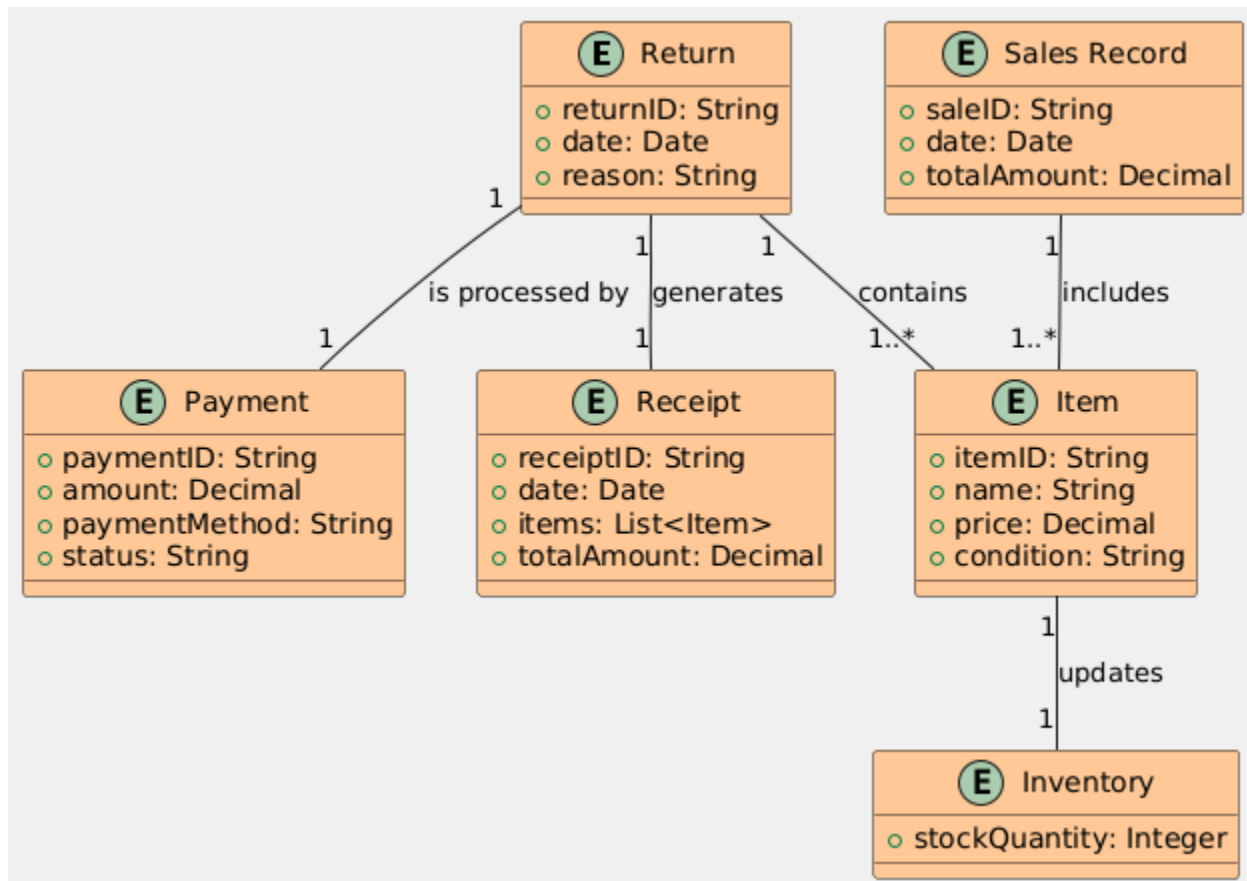 E Return
returnID: String
date: Date
reason: String
E Sales Record
saleID: String
date: Date
totalAmount: Decimal
1
1
1
1
is processed by
generates
contains
includes
1
1
1..*
1..*
E Payment
paymentID: String
amount: Decimal
paymentMethod: String
status: String
E Receipt
receiptID: String
date: Date
items: List<Item>
totalAmount: Decimal
E Item
itemID: String
name: String
price: Decimal
condition: String
1
updates
1
E Inventory
stockQuantity: Integer